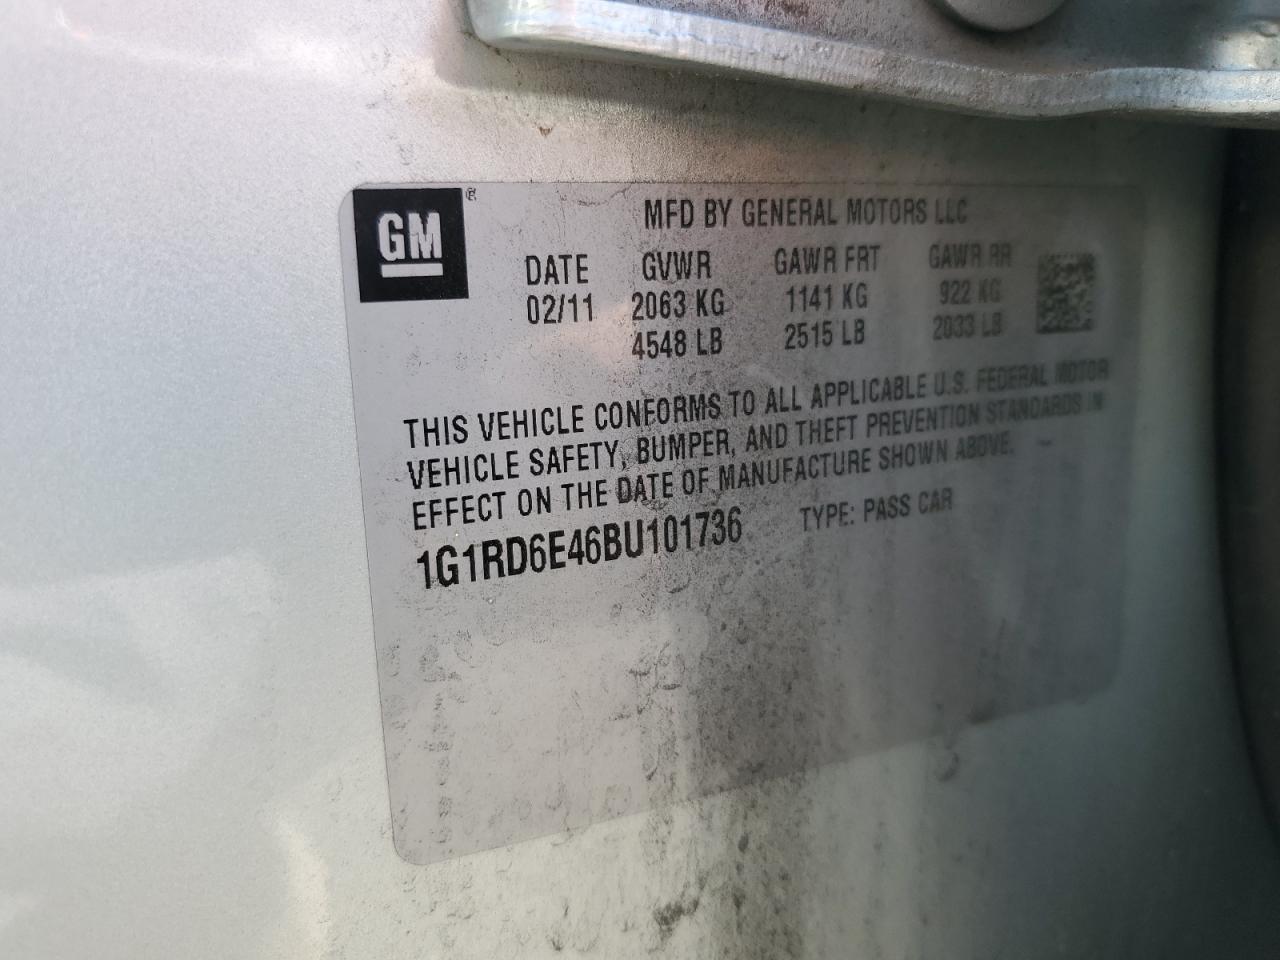 GM ®
MFD BY GENERAL MOTORS LLC
DATE GVWR GAWR FRT GAWR RR
02/11 2063 KG 1141 KG 922 KG
4548 LB 2515 LB 2033 LB
THIS VEHICLE CONFORMS TO ALL APPLICABLE U.S. FEDERAL MOTOR
VEHICLE SAFETY, BUMPER, AND THEFT PREVENTION STANDARDS IN
EFFECT ON THE DATE OF MANUFACTURE SHOWN ABOVE.
1G1RD6E46BU101736 TYPE: PASS CAR